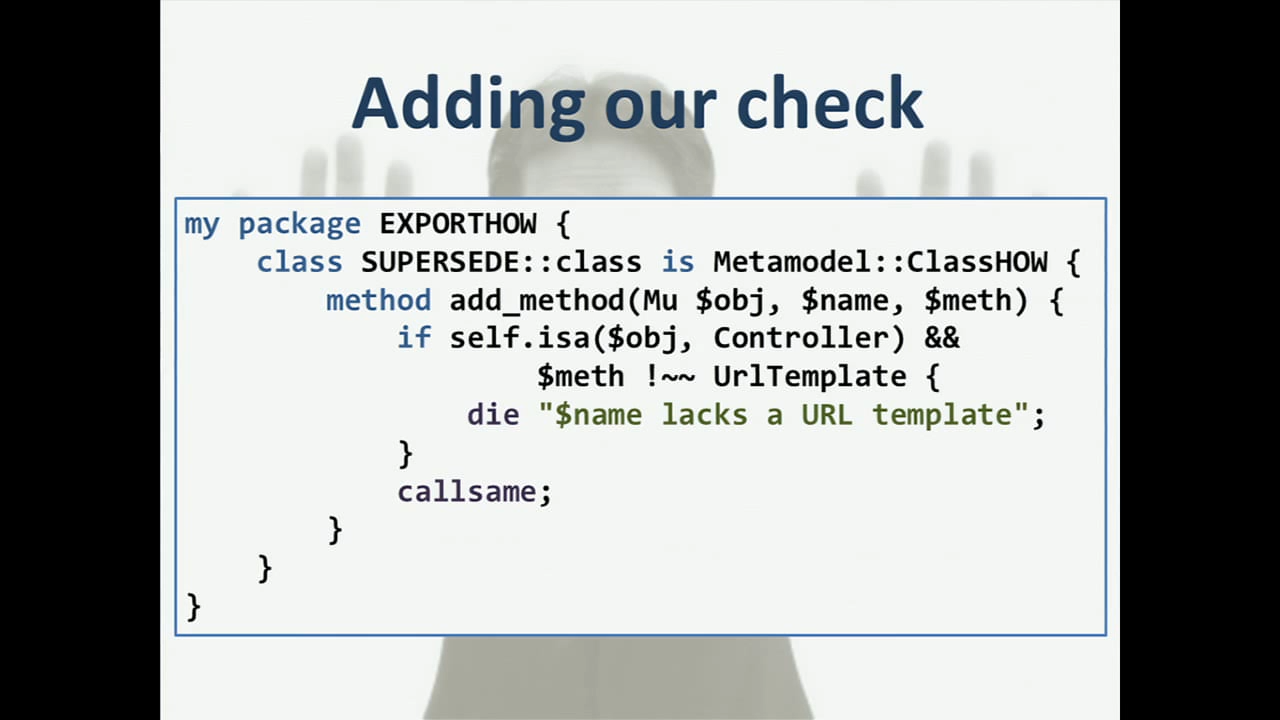 Adding our check
my package EXPORTHOW {
    class SUPERSEDE::class is Metamodel::ClassHOW {
        method add_method(Mu $obj, $name, $meth) {
            if self.isa($obj, Controller) &&
                    $meth !~~ UrlTemplate {
                die "$name lacks a URL template";
            }
            callsame;
        }
    }
}